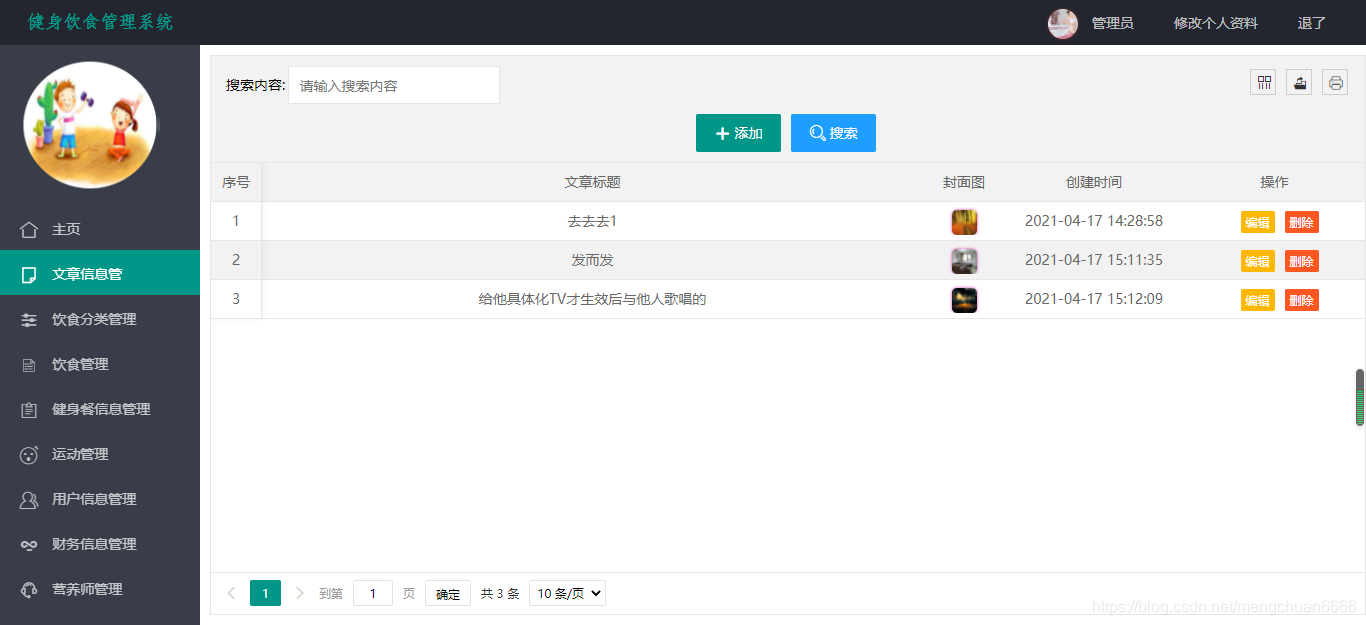 健身饮食管理系统
管理员 修改个人资料 退了
主页
文章信息管
饮食分类管理
饮食管理
健身餐信息管理
运动管理
用户信息管理
财务信息管理
营养师管理
搜索内容: 请输入搜索内容
添加 搜索
序号 文章标题 封面图 创建时间 操作
1 去去去1 2021-04-17 14:28:58 编辑 删除
2 发而发 2021-04-17 15:11:35 编辑 删除
3 给他具体化TV才生效后与他人歌唱的 2021-04-17 15:12:09 编辑 删除
1 到第 1 页 确定 共 3 条 10 条/页
https://blog.csdn.net/mengchuan6666